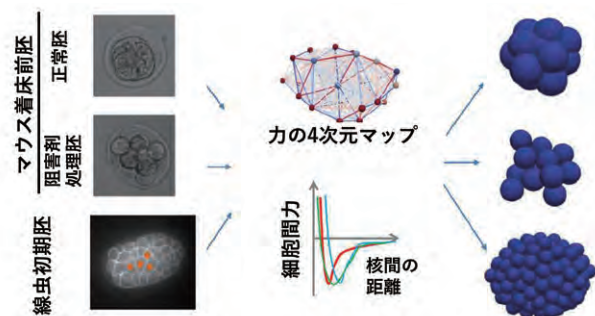 マウス着床前胚
正常胚
阻害剤
処理胚
線虫初期胚
力の4次元マップ
細胞間力
核間の
距離